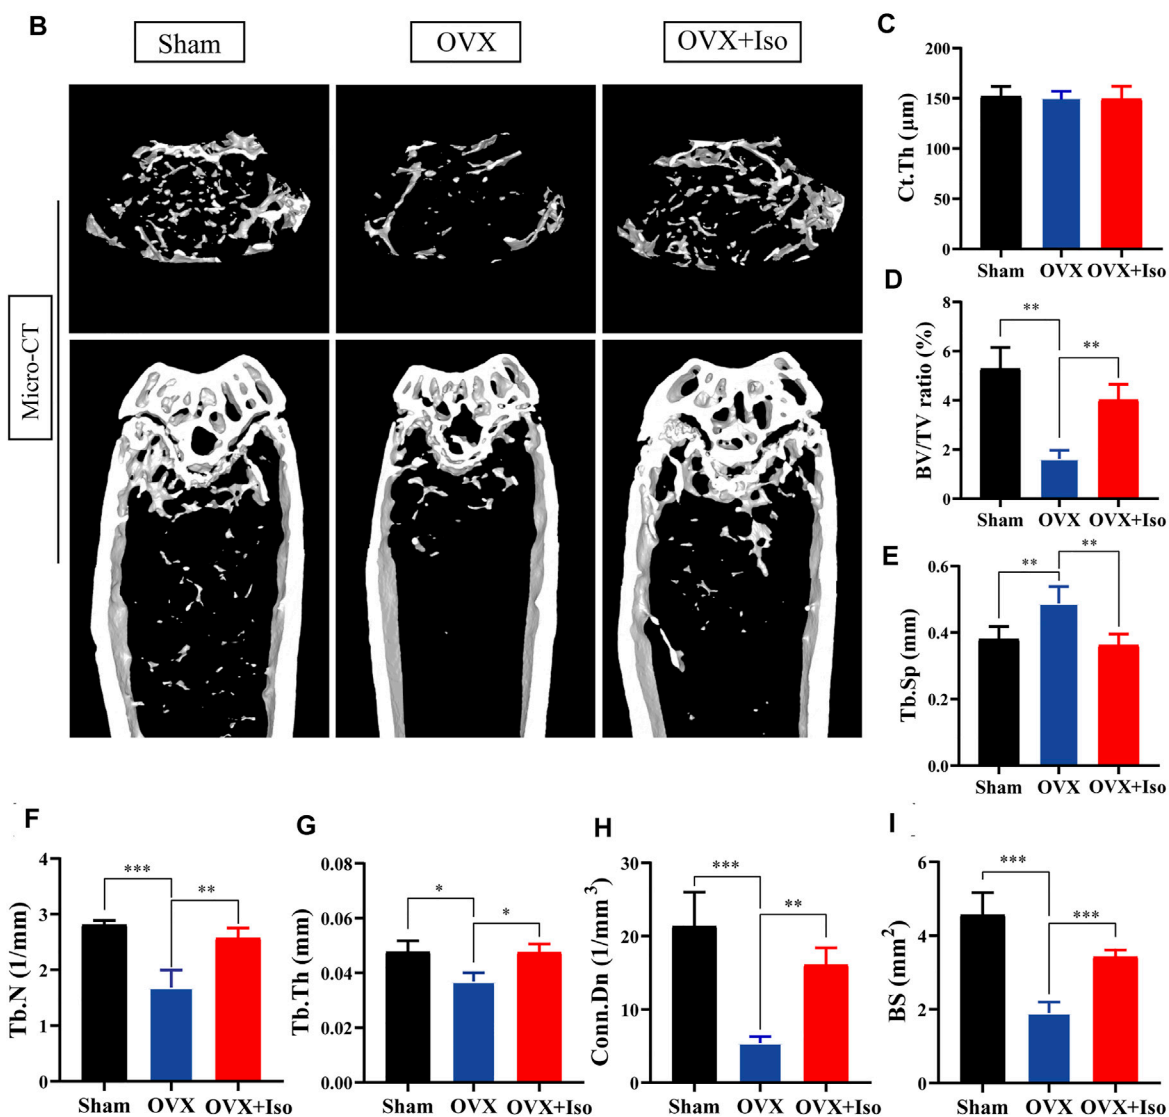 B
Sham
OVX
OVX+Iso
Micro-CT
C
Ct.Th (µm)
200
150
100
50
0
Sham OVX OVX+Iso
D
BV/TV ratio (%)
8
6
4
2
0
**
**
Sham OVX OVX+Iso
E
Tb.Sp (mm)
0.6
0.4
0.2
0.0
**
**
Sham OVX OVX+Iso
F
Tb.N (1/mm)
4
3
2
1
0
***
**
Sham OVX OVX+Iso
G
Tb.Th (mm)
0.08
0.06
0.04
0.02
0.00
*
*
Sham OVX OVX+Iso
H
Conn.Dn (1/mm³)
30
20
10
0
***
**
Sham OVX OVX+Iso
I
BS (mm²)
6
4
2
0
***
***
Sham OVX OVX+Iso